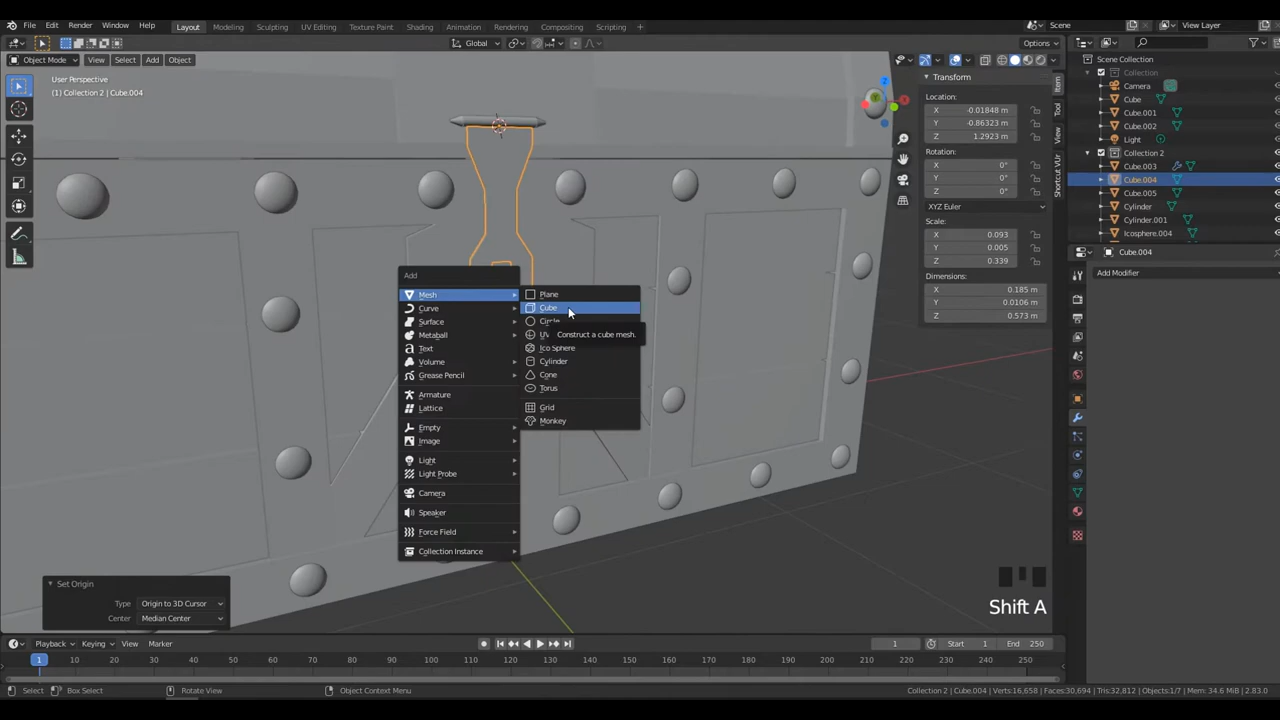 File Edit Render Window Help Layout Modeling Sculpting UV Editing Texture Paint Shading Animation Rendering Compositing Scripting + Scene View Layer
Global Options
Object Mode View Select Add Object
User Perspective
(1) Collection 2 | Cube.004
Add
Mesh
Curve
Surface
Metaball
Text
Volume
Grease Pencil
Armature
Lattice
Empty
Image
Light
Light Probe
Camera
Speaker
Force Field
Collection Instance
Plane
Cube
Circle
Construct a cube mesh.
Ico Sphere
Cylinder
Cone
Torus
Grid
Monkey
Transform
Location:
X -0.01848 m
Y -0.86323 m
Z 1.2923 m
Rotation:
X 0°
Y 0°
Z 0°
XYZ Euler
Scale:
X 0.093
Y 0.005
Z 0.339
Dimensions:
X 0.185 m
Y 0.0106 m
Z 0.573 m
Item
Tool
View
Shortcut VUr
Scene Collection
Collection
Camera
Cube
Cube.001
Cube.002
Light
Collection 2
Cube.003
Cube.004
Cube.005
Cylinder
Cylinder.001
Icosphere.004
Cube.004
Add Modifier
Set Origin
Type Origin to 3D Cursor
Center Median Center
Shift A
Playback Keying View Marker 1 Start 1 End 250
1 10 20 30 40 50 60 70 80 90 100 110 120 130 140 150 160 170 180 190 200 210 220 230 240 250
Select Box Select Rotate View Object Context Menu Collection 2 | Cube.004 | Verts:16,658 | Faces:30,694 | Tris:32,812 | Objects:1/7 | Mem: 34.6 MiB | 2.83.0